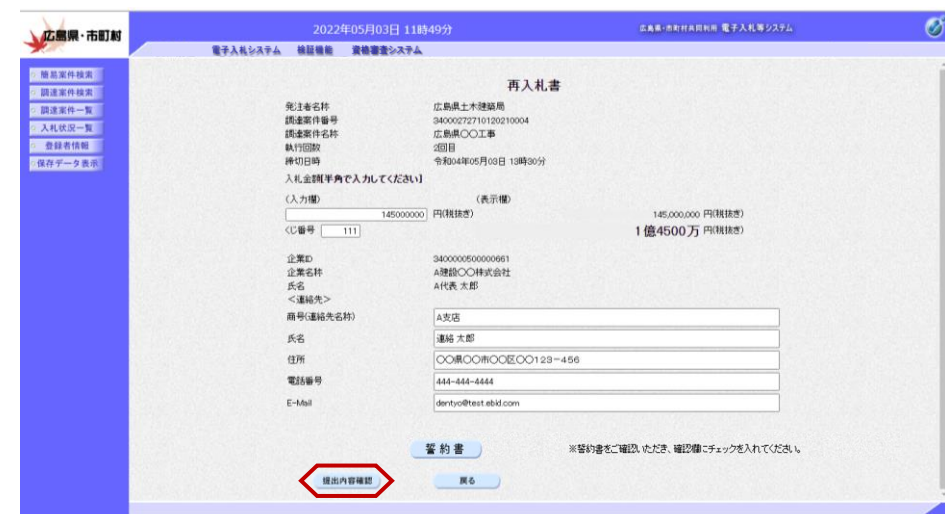 広島県・市町村
2022年05月03日 11時49分
広島県・市町村共同利用 電子入札等システム
電子入札システム 検証機能 資格審査システム
簡易案件検索
調達案件検索
調達案件一覧
入札状況一覧
登録者情報
保存データ表示
再入札書
発注者名称 広島県土木建築局
調達案件番号 34000272710120210004
調達案件名称 広島県〇〇工事
執行回数 2回目
締切日時 令和04年05月03日 13時30分
入札金額[半角で入力してください]
(入力欄) (表示欄)
145000000 円(税抜き) 145,000,000 円(税抜き)
くじ番号 111 1億4500万 円(税抜き)
企業ID 3400000500000661
企業名称 A建設〇〇株式会社
氏名 A代表 太郎
<連絡先>
商号(連絡先名称) A支店
氏名 連絡 太郎
住所 〇〇県〇〇市〇〇区〇〇123-456
電話番号 444-444-4444
E-Mail dentyo@test.ebid.com
誓約書 ※誓約書をご確認いただき、確認欄にチェックを入れてください。
提出内容確認 戻る